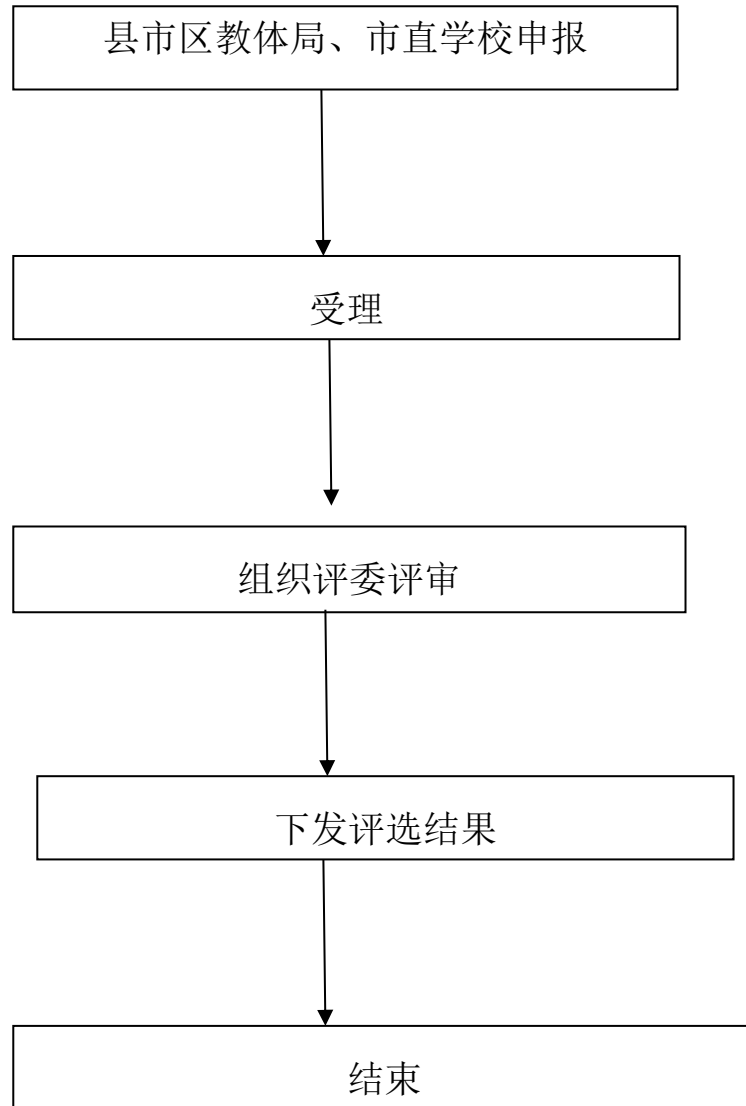 县市区教体局、市直学校申报
受理
组织评委评审
下发评选结果
结束